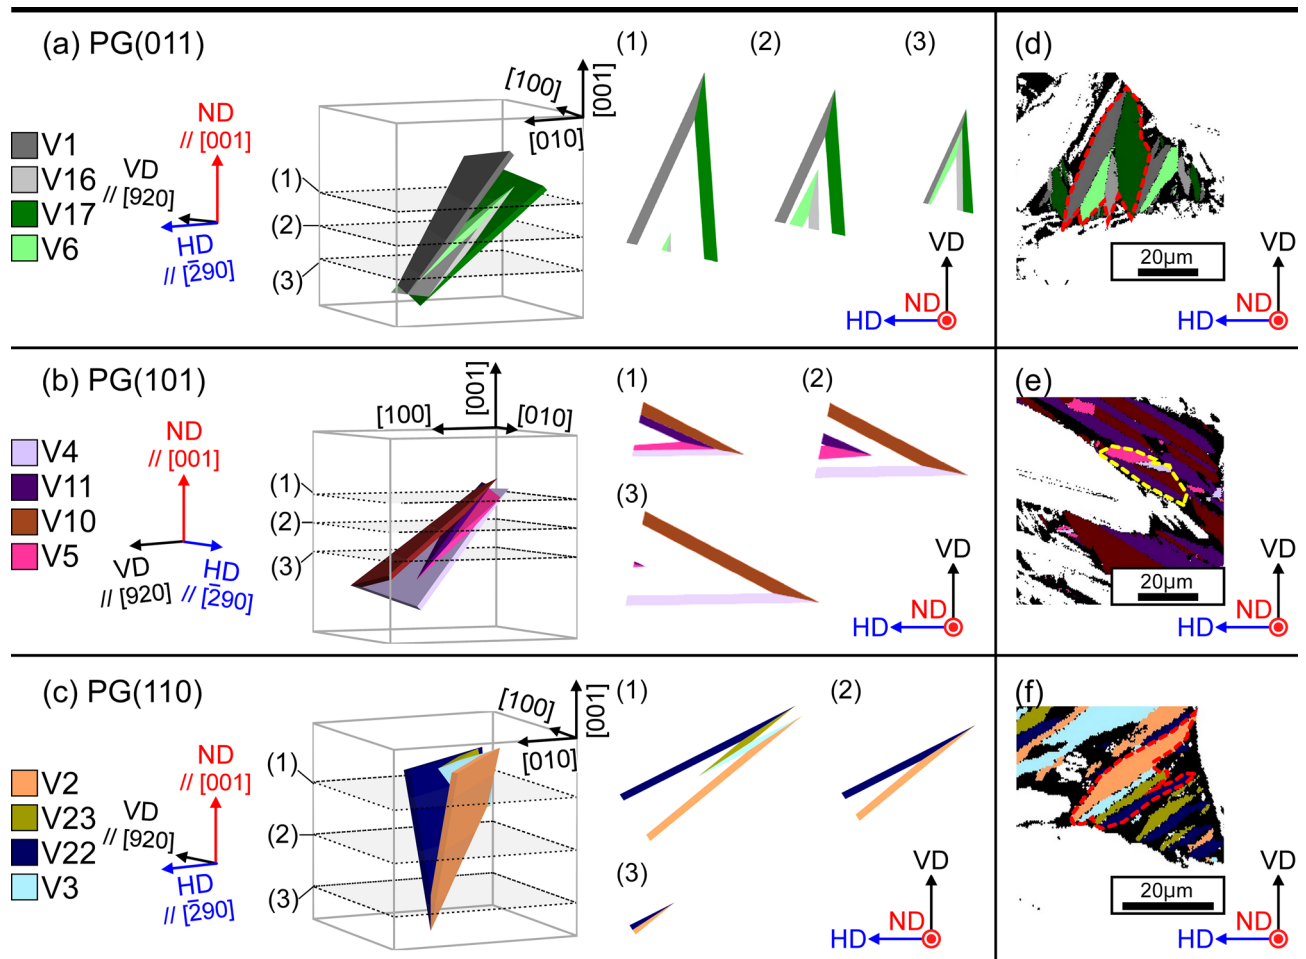 (a) PG(011)
V1
V16
V17
V6
ND
// [001]
VD
// [920]
HD
// [2̅90]
[100]
[010]
[001]
(1)
(2)
(3)
(1)
(2)
(3)
VD
HD
ND
(d)
20µm
VD
HD
ND
(b) PG(101)
V4
V11
V10
V5
ND
// [001]
VD
// [920]
HD
// [2̅90]
[100]
[001]
[010]
(1)
(2)
(3)
(1)
(2)
(3)
VD
HD
ND
(e)
20µm
VD
HD
ND
(c) PG(110)
V2
V23
V22
V3
ND
// [001]
VD
// [920]
HD
// [2̅90]
[100]
[010]
[001]
(1)
(2)
(3)
(1)
(2)
(3)
VD
HD
ND
(f)
20µm
VD
HD
ND